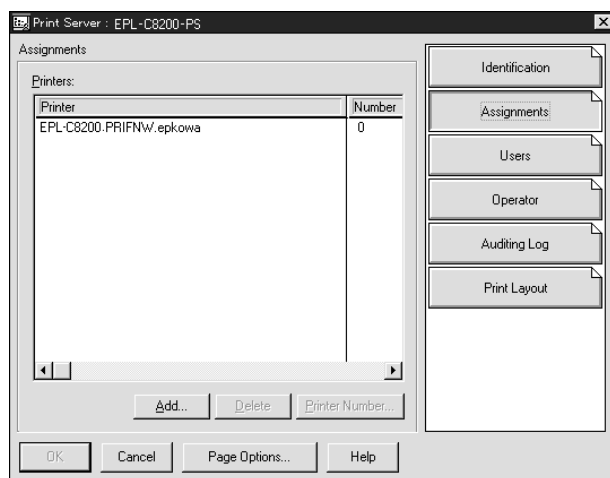 Print Server : EPL-C8200-PS
Assignments
Printers:
Printer Number
EPL-C8200.PRIFNW.epkowa 0
Add... Delete Printer Number...
OK Cancel Page Options... Help
Identification
Assignments
Users
Operator
Auditing Log
Print Layout